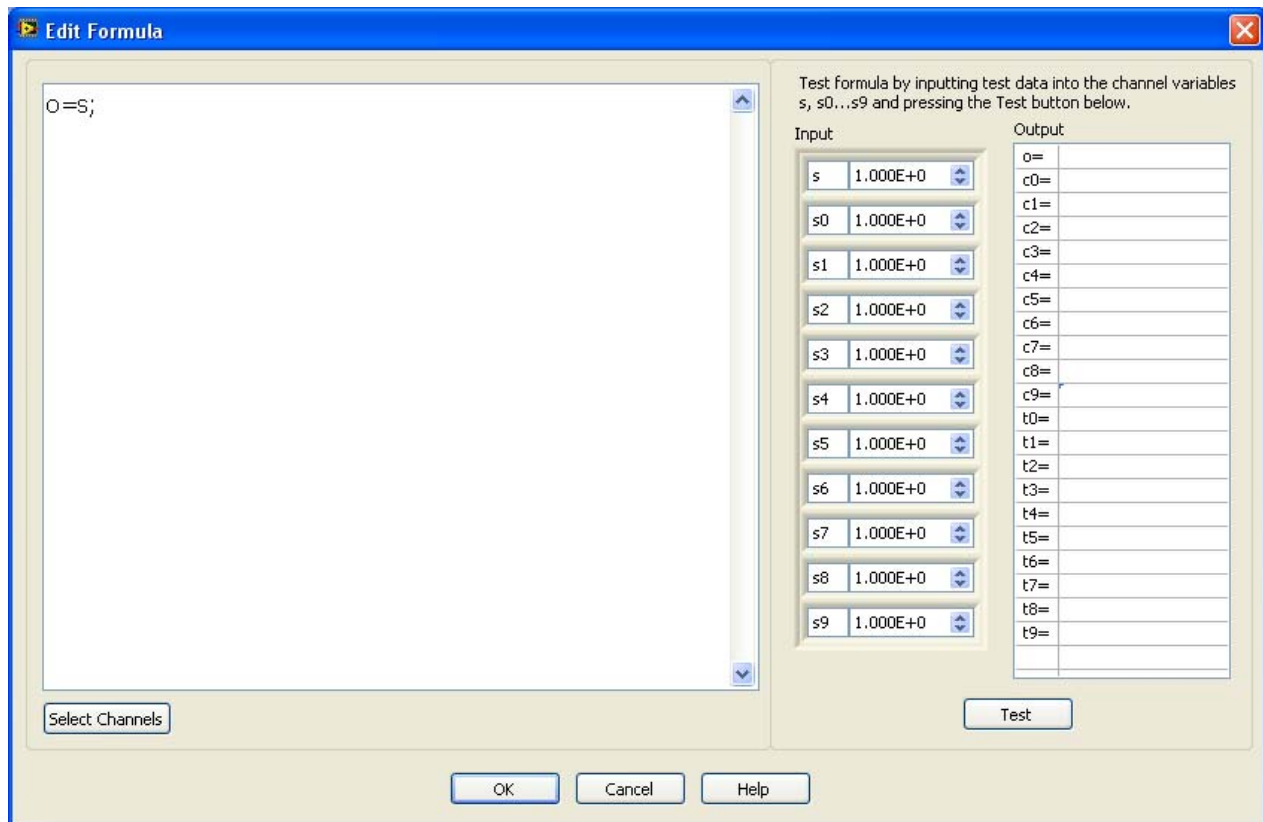 Edit Formula
o=s;
Select Channels
Test formula by inputting test data into the channel variables
s, s0...s9 and pressing the Test button below.
Input
s 1.000E+0
s0 1.000E+0
s1 1.000E+0
s2 1.000E+0
s3 1.000E+0
s4 1.000E+0
s5 1.000E+0
s6 1.000E+0
s7 1.000E+0
s8 1.000E+0
s9 1.000E+0
Output
o=
c0=
c1=
c2=
c3=
c4=
c5=
c6=
c7=
c8=
c9=
t0=
t1=
t2=
t3=
t4=
t5=
t6=
t7=
t8=
t9=
Test
OK Cancel Help